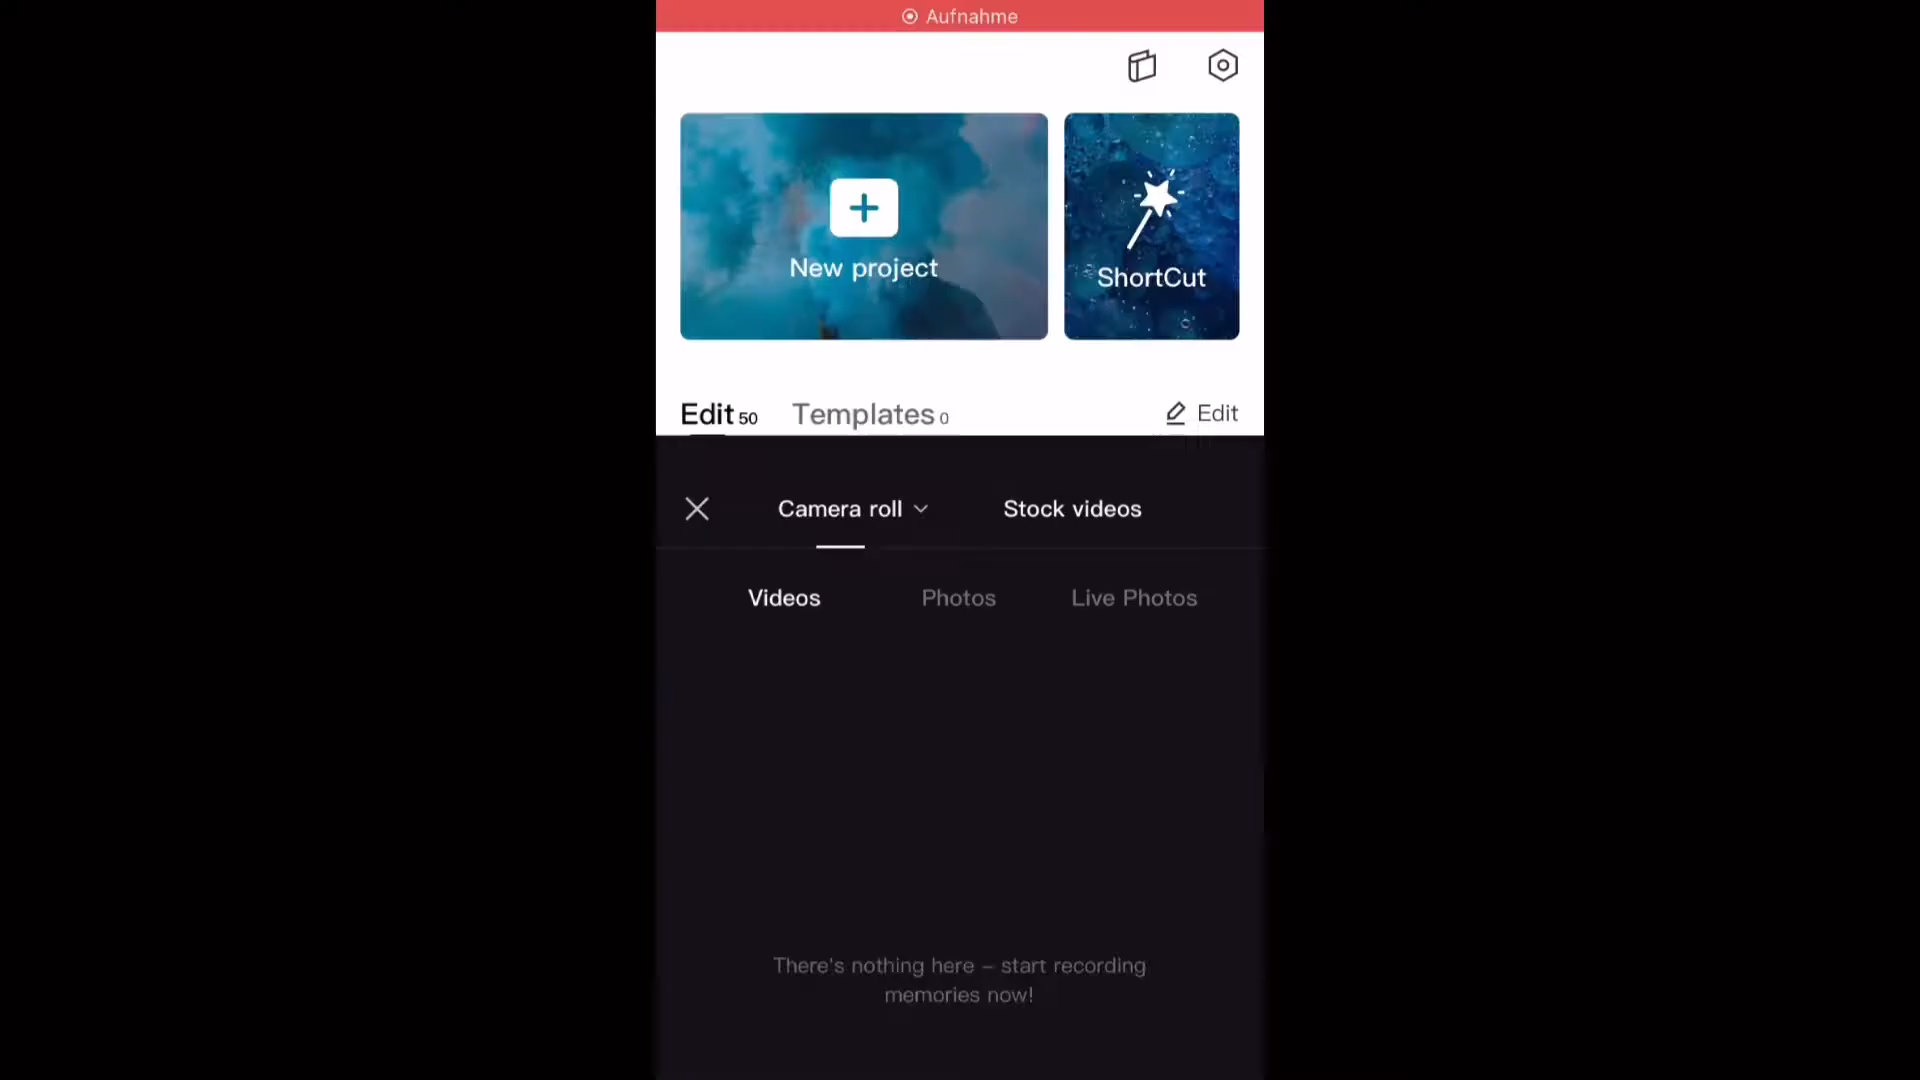 Aufnahme
New project
ShortCut
Edit 50
Templates 0
Edit
Camera roll
Stock videos
Videos
Photos
Live Photos
There's nothing here – start recording
memories now!